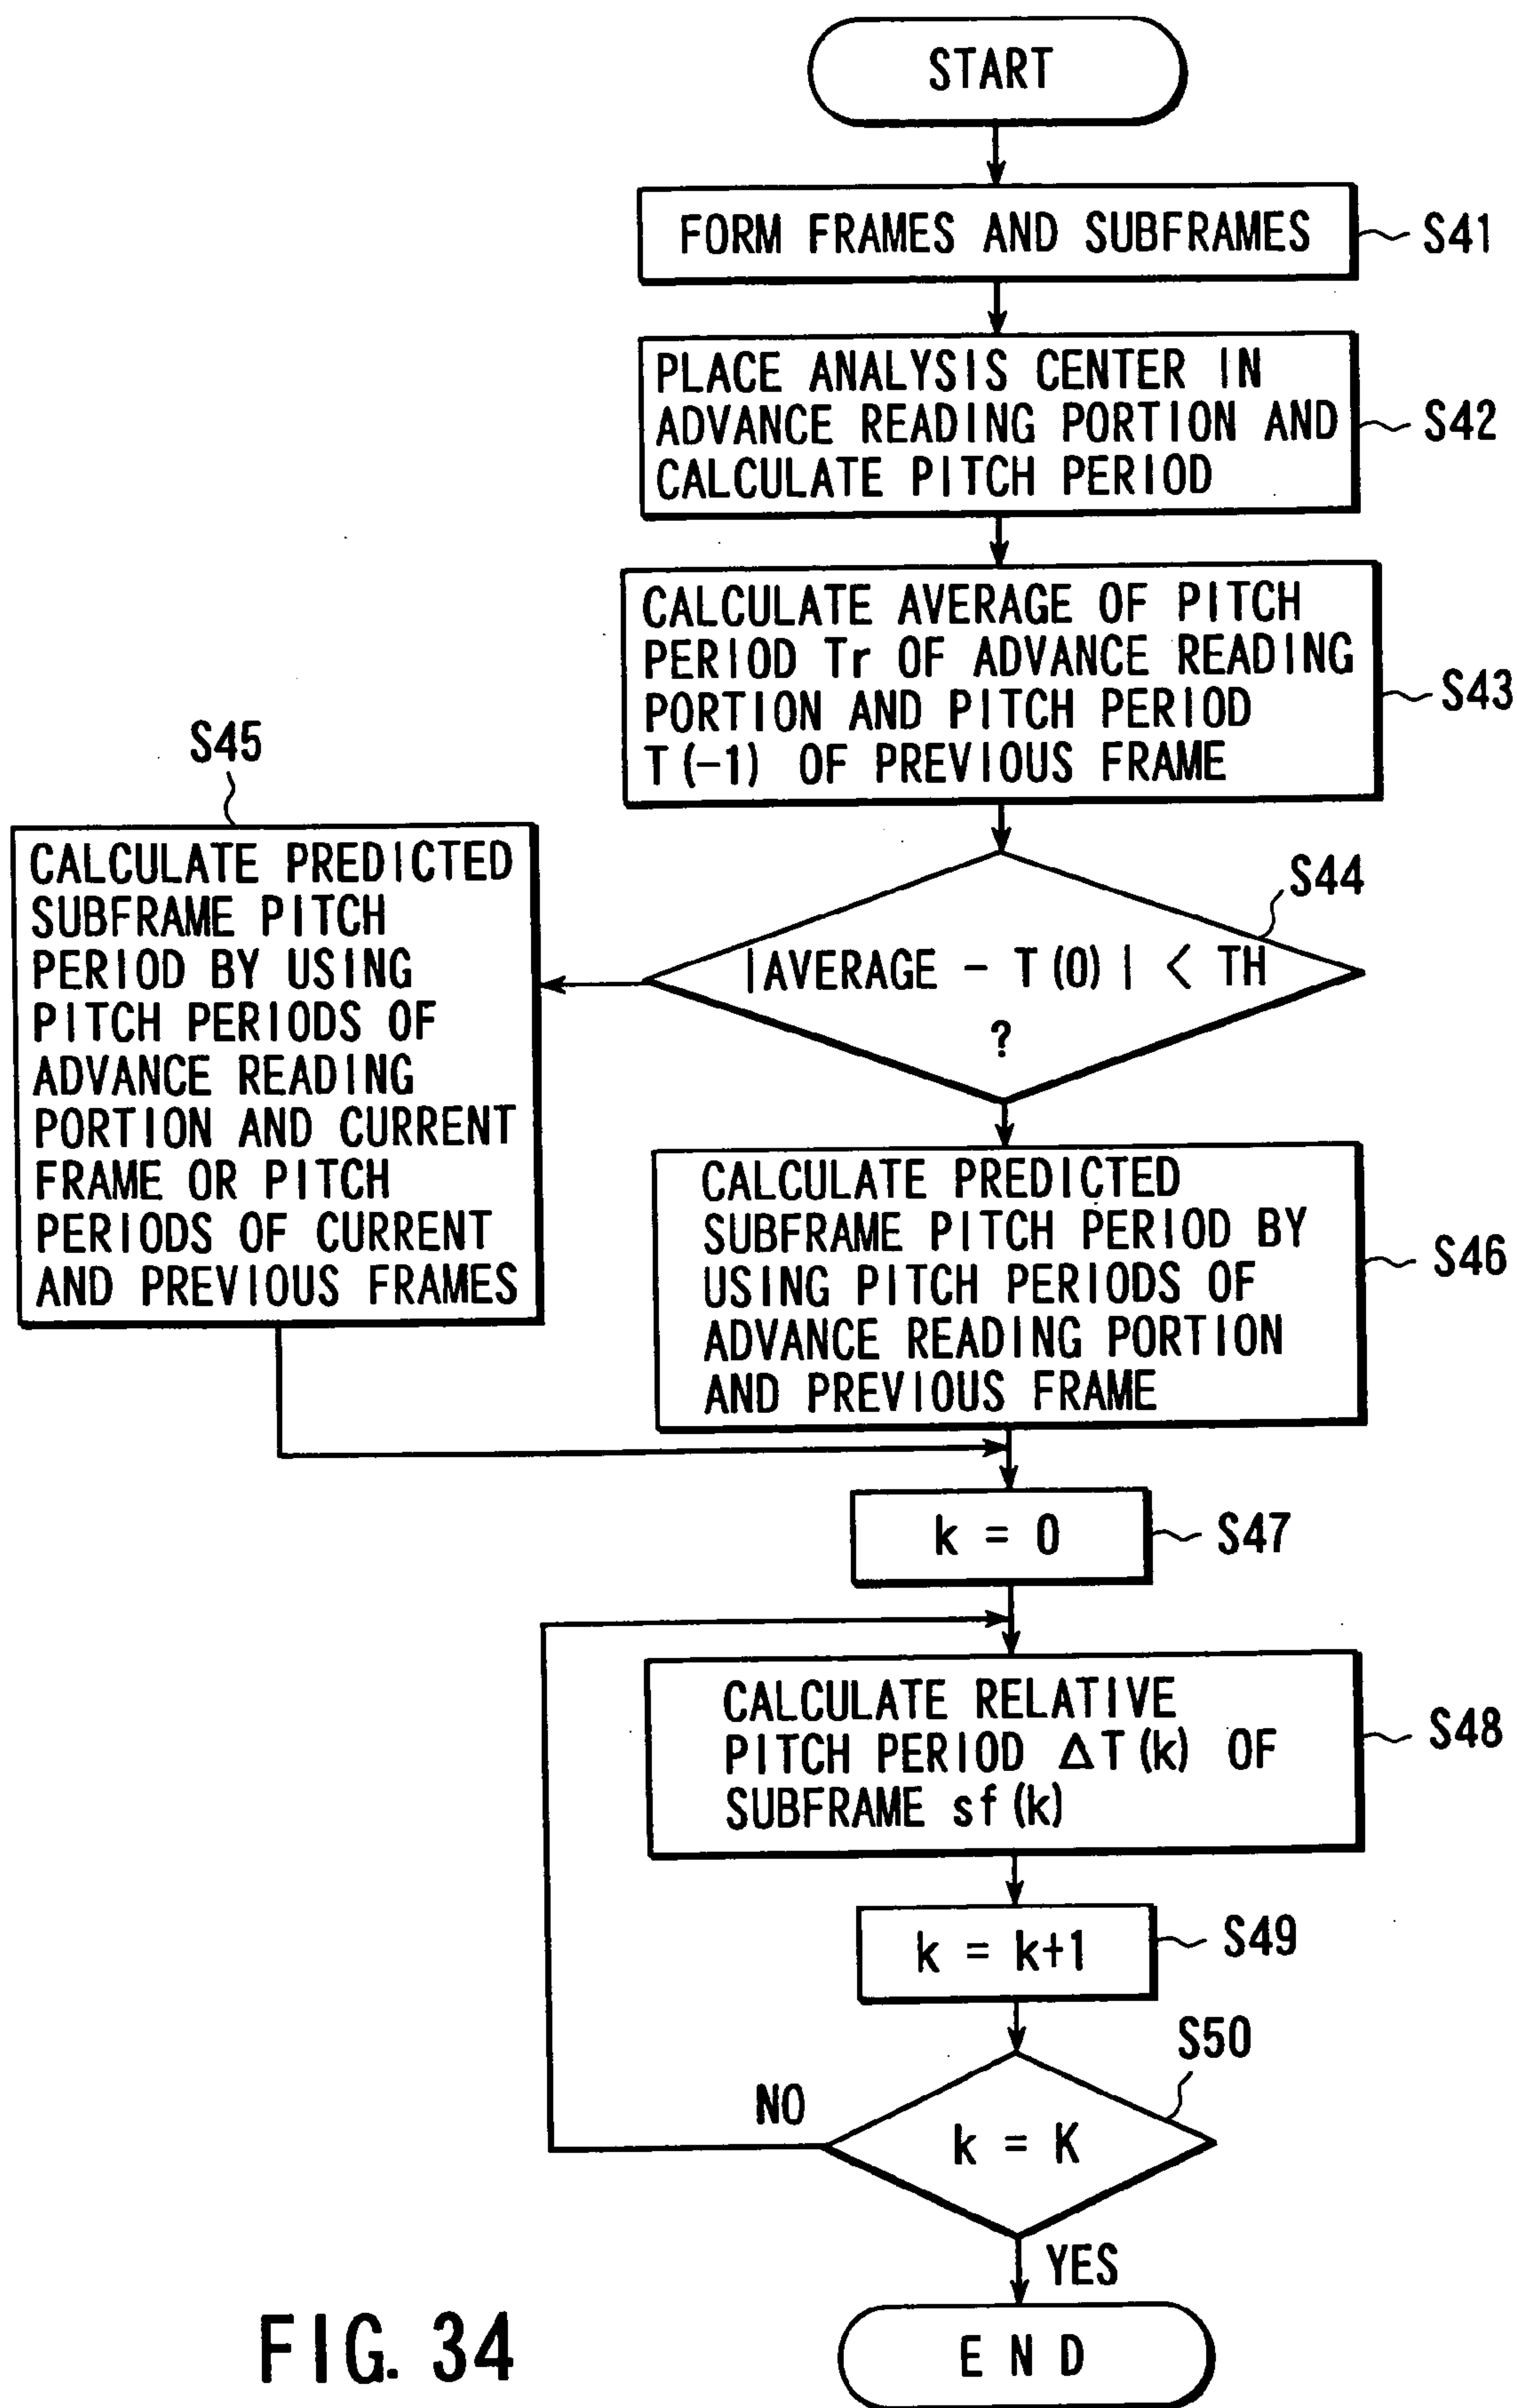 START
FORM FRAMES AND SUBFRAMES
S41
PLACE ANALYSIS CENTER IN
ADVANCE READING PORTION AND
CALCULATE PITCH PERIOD
S42
CALCULATE AVERAGE OF PITCH
PERIOD Tr OF ADVANCE READING
PORTION AND PITCH PERIOD
T(-1) OF PREVIOUS FRAME
S43
S44
|AVERAGE - T(0)| < TH
?
S45
CALCULATE PREDICTED
SUBFRAME PITCH
PERIOD BY USING
PITCH PERIODS OF
ADVANCE READING
PORTION AND CURRENT
FRAME OR PITCH
PERIODS OF CURRENT
AND PREVIOUS FRAMES
CALCULATE PREDICTED
SUBFRAME PITCH PERIOD BY
USING PITCH PERIODS OF
ADVANCE READING PORTION
AND PREVIOUS FRAME
S46
k = 0
S47
CALCULATE RELATIVE
PITCH PERIOD ΔT(k) OF
SUBFRAME sf(k)
S48
k = k+1
S49
S50
k = K
NO
YES
END
FIG. 34